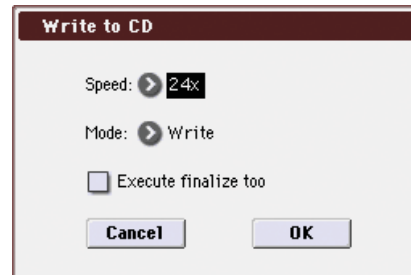 Write to CD
Speed: 24x
Mode: Write
Execute finalize too
Cancel OK